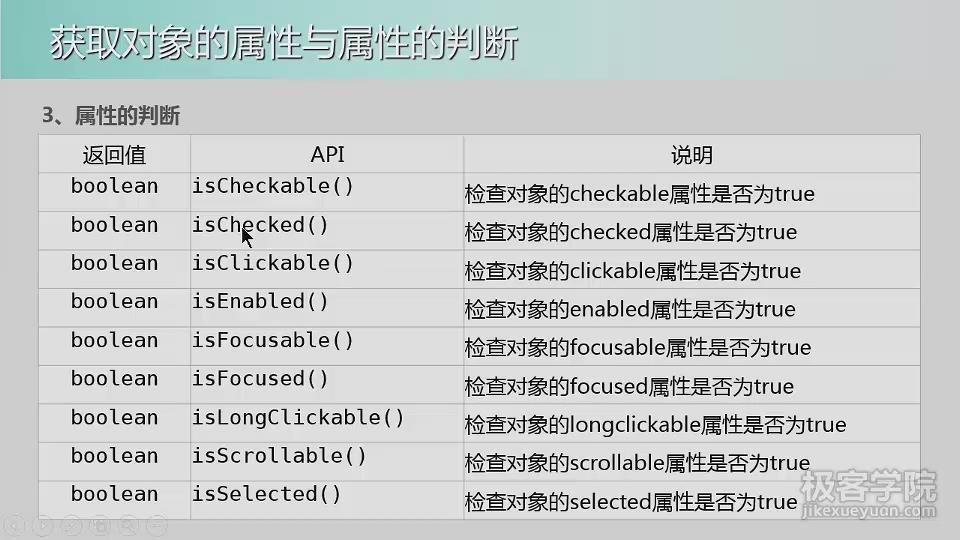 获取对象的属性与属性的判断
3、属性的判断
返回值 API 说明
boolean isCheckable() 检查对象的checkable属性是否为true
boolean isChecked() 检查对象的checked属性是否为true
boolean isClickable() 检查对象的clickable属性是否为true
boolean isEnabled() 检查对象的enabled属性是否为true
boolean isFocusable() 检查对象的focusable属性是否为true
boolean isFocused() 检查对象的focused属性是否为true
boolean isLongClickable() 检查对象的longclickable属性是否为true
boolean isScrollable() 检查对象的scrollable属性是否为true
boolean isSelected() 检查对象的selected属性是否为true
极客学院
jikexueyuan.com